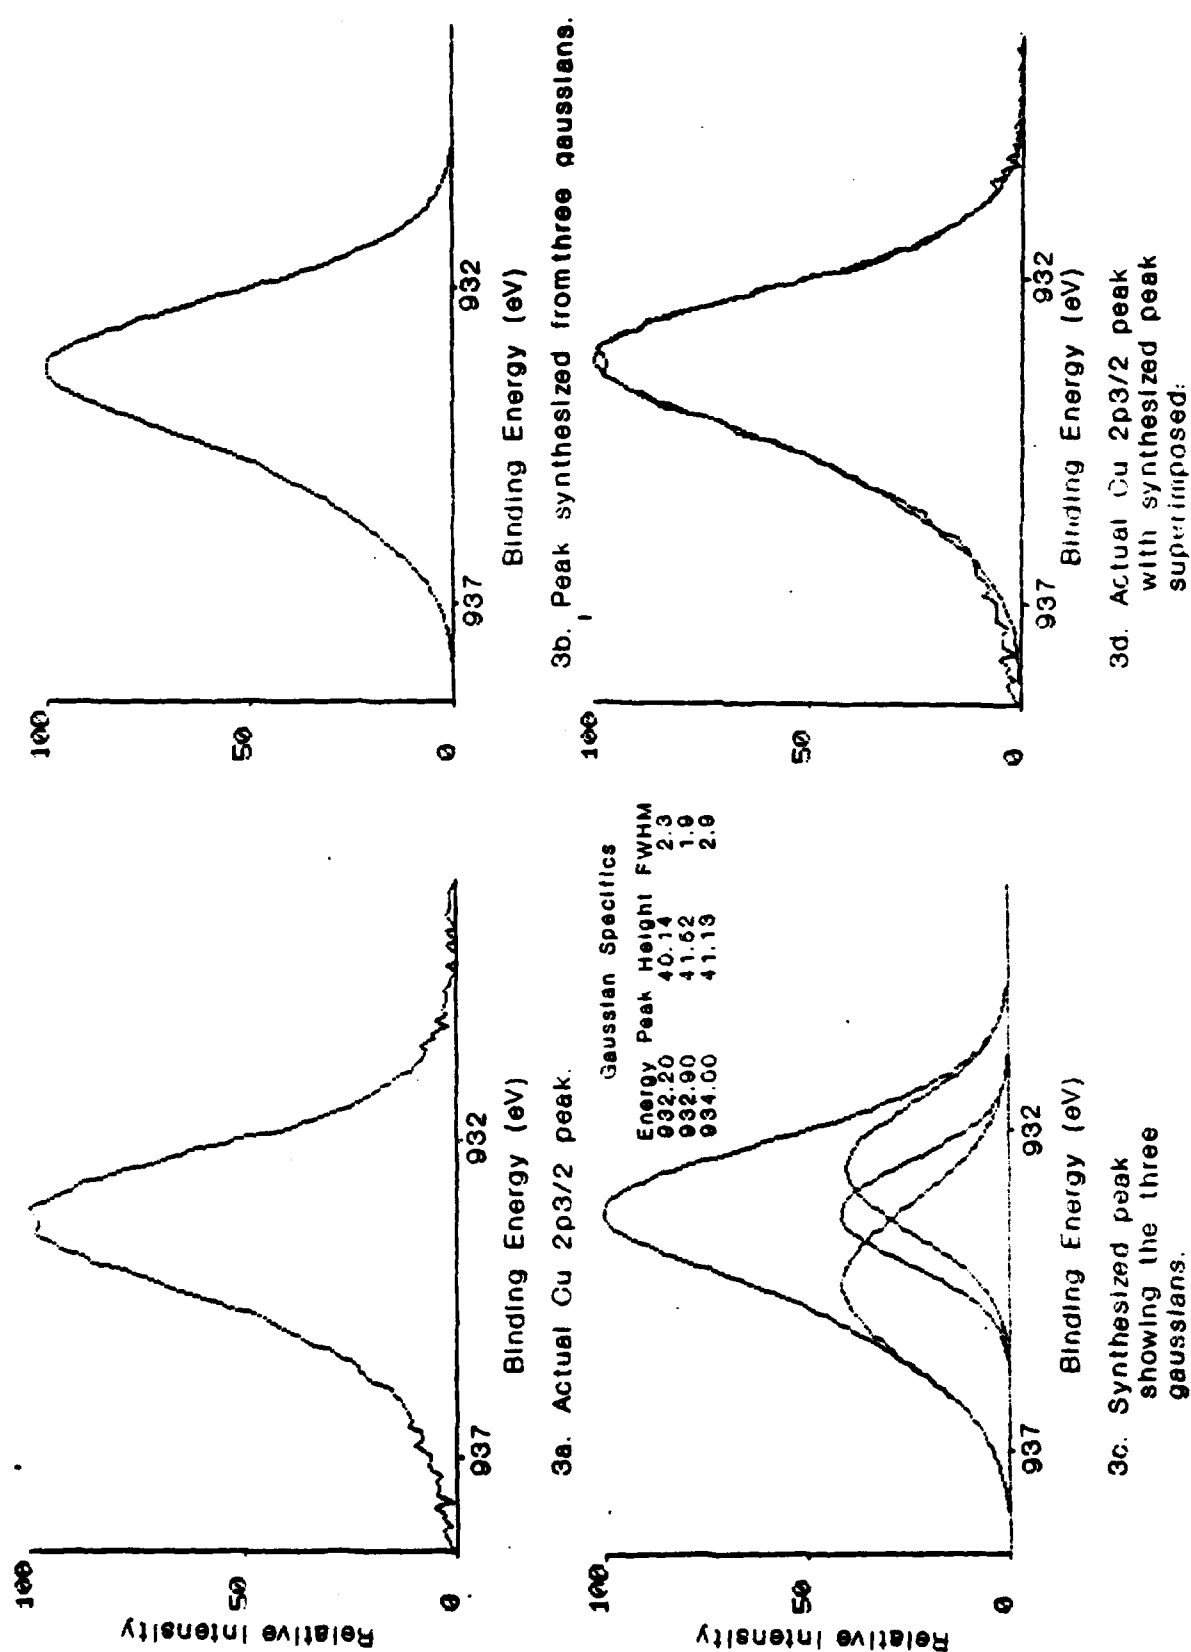 100
50
0
Relative Intensity
937
932
Binding Energy (eV)
3a. Actual Cu 2p3/2 peak.
100
50
0
937
932
Binding Energy (eV)
3b. Peak synthesized from three gaussians.
100
50
0
Relative Intensity
Gaussian Specifics
Energy Peak Height FWHM
932.20 40.14 2.3
932.90 41.52 1.9
934.00 41.13 2.9
937
932
Binding Energy (eV)
3c. Synthesized peak
showing the three
gaussians.
100
50
0
937
932
Binding Energy (eV)
3d. Actual Cu 2p3/2 peak
with synthesized peak
superimposed.